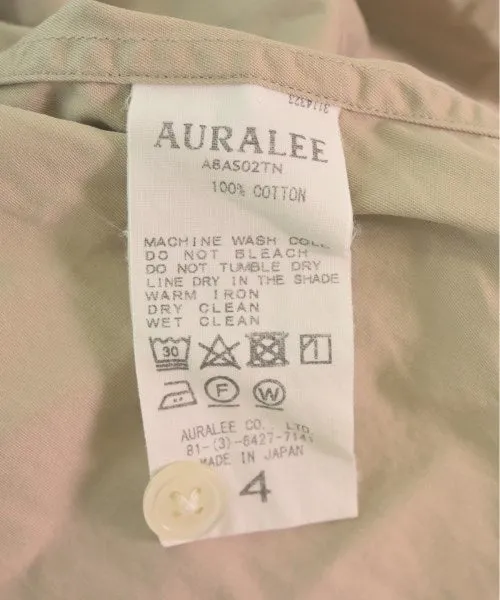 AURALEE
A8AS02TN
100% COTTON
MACHINE WASH COLD
DO NOT BLEACH
DO NOT TUMBLE DRY
LINE DRY IN THE SHADE
WARM IRON
DRY CLEAN
WET CLEAN
30
F W
AURALEE CO., LTD.
MADE IN JAPAN
4